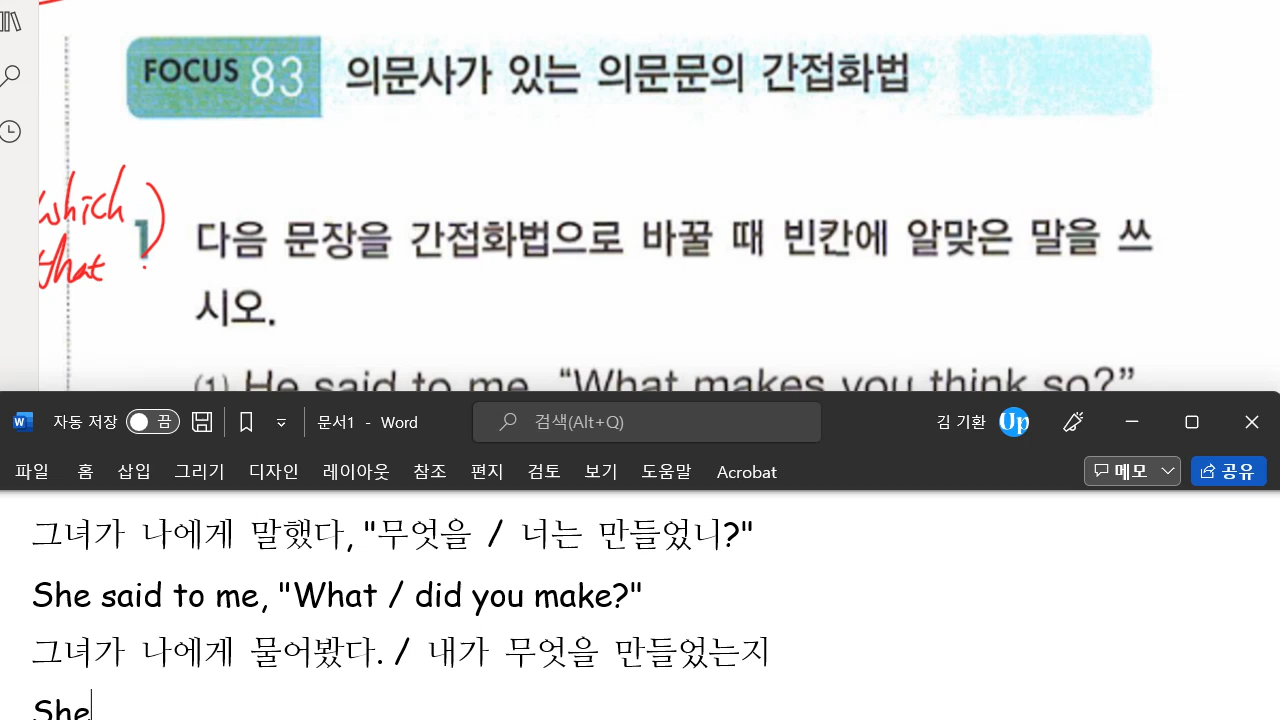 FOCUS 83 의문사가 있는 의문문의 간접화법
which
that
1 다음 문장을 간접화법으로 바꿀 때 빈칸에 알맞은 말을 쓰
시오.
(1) He said to me, “What makes you think so?”
자동 저장 끔 문서1 - Word 검색(Alt+Q) 김 기환 Up
파일 홈 삽입 그리기 디자인 레이아웃 참조 편지 검토 보기 도움말 Acrobat 메모 공유
그녀가 나에게 말했다, "무엇을 / 너는 만들었니?"
She said to me, "What / did you make?"
그녀가 나에게 물어봤다. / 내가 무엇을 만들었는지
She